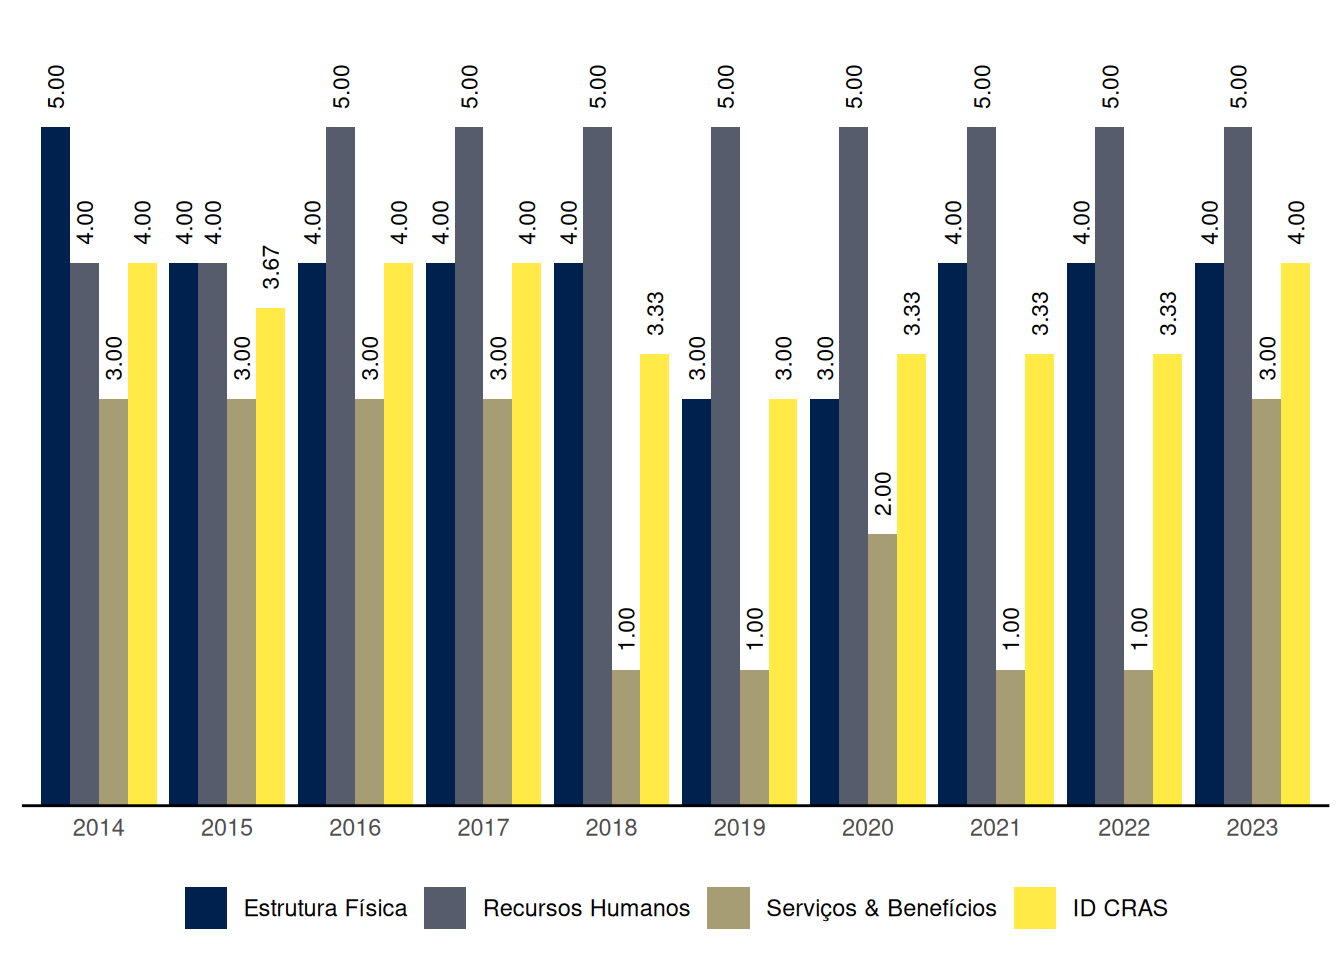 5.00 5.00 5.00 5.00 5.00 5.00 5.00 5.00 5.00
4.00 4.00 4.00 4.00 4.00 4.00 4.00 4.00 4.00 4.00 4.00 4.00 4.00
3.67
3.33 3.33 3.33 3.33
3.00 3.00 3.00 3.00 3.00 3.00 3.00 3.00
2.00
1.00 1.00 1.00 1.00
2014 2015 2016 2017 2018 2019 2020 2021 2022 2023
Estrutura Física Recursos Humanos Serviços & Benefícios ID CRAS